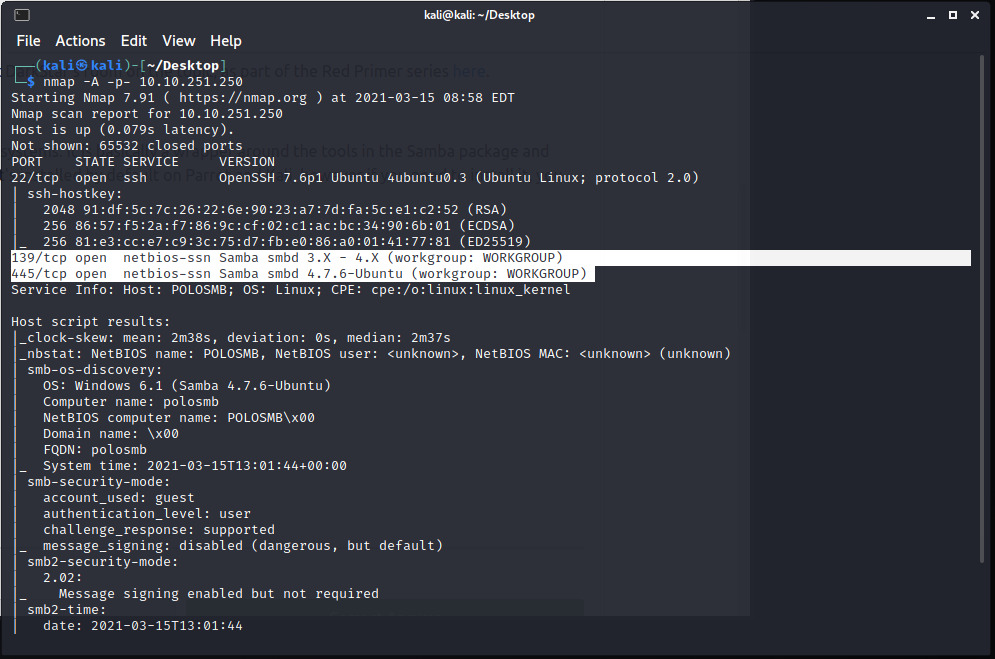 kali@kali: ~/Desktop
File Actions Edit View Help
┌──(kali㉿kali)-[~/Desktop]
└─$ nmap -A -p- 10.10.251.250
Starting Nmap 7.91 ( https://nmap.org ) at 2021-03-15 08:58 EDT
Nmap scan report for 10.10.251.250
Host is up (0.079s latency).
Not shown: 65532 closed ports
PORT    STATE SERVICE     VERSION
22/tcp  open  ssh         OpenSSH 7.6p1 Ubuntu 4ubuntu0.3 (Ubuntu Linux; protocol 2.0)
| ssh-hostkey:
|   2048 91:df:5c:7c:26:22:6e:90:23:a7:7d:fa:5c:e1:c2:52 (RSA)
|   256 86:57:f5:2a:f7:86:9c:cf:02:c1:ac:bc:34:90:6b:01 (ECDSA)
|_  256 81:e3:cc:e7:c9:3c:75:d7:fb:e0:86:a0:01:41:77:81 (ED25519)
139/tcp open  netbios-ssn Samba smbd 3.X - 4.X (workgroup: WORKGROUP)
445/tcp open  netbios-ssn Samba smbd 4.7.6-Ubuntu (workgroup: WORKGROUP)
Service Info: Host: POLOSMB; OS: Linux; CPE: cpe:/o:linux:linux_kernel
Host script results:
|_clock-skew: mean: 2m38s, deviation: 0s, median: 2m37s
|_nbstat: NetBIOS name: POLOSMB, NetBIOS user: <unknown>, NetBIOS MAC: <unknown> (unknown)
| smb-os-discovery:
|   OS: Windows 6.1 (Samba 4.7.6-Ubuntu)
|   Computer name: polosmb
|   NetBIOS computer name: POLOSMB\x00
|   Domain name: \x00
|   FQDN: polosmb
|_  System time: 2021-03-15T13:01:44+00:00
| smb-security-mode:
|   account_used: guest
|   authentication_level: user
|   challenge_response: supported
|_  message_signing: disabled (dangerous, but default)
| smb2-security-mode:
|   2.02:
|_    Message signing enabled but not required
| smb2-time:
|   date: 2021-03-15T13:01:44